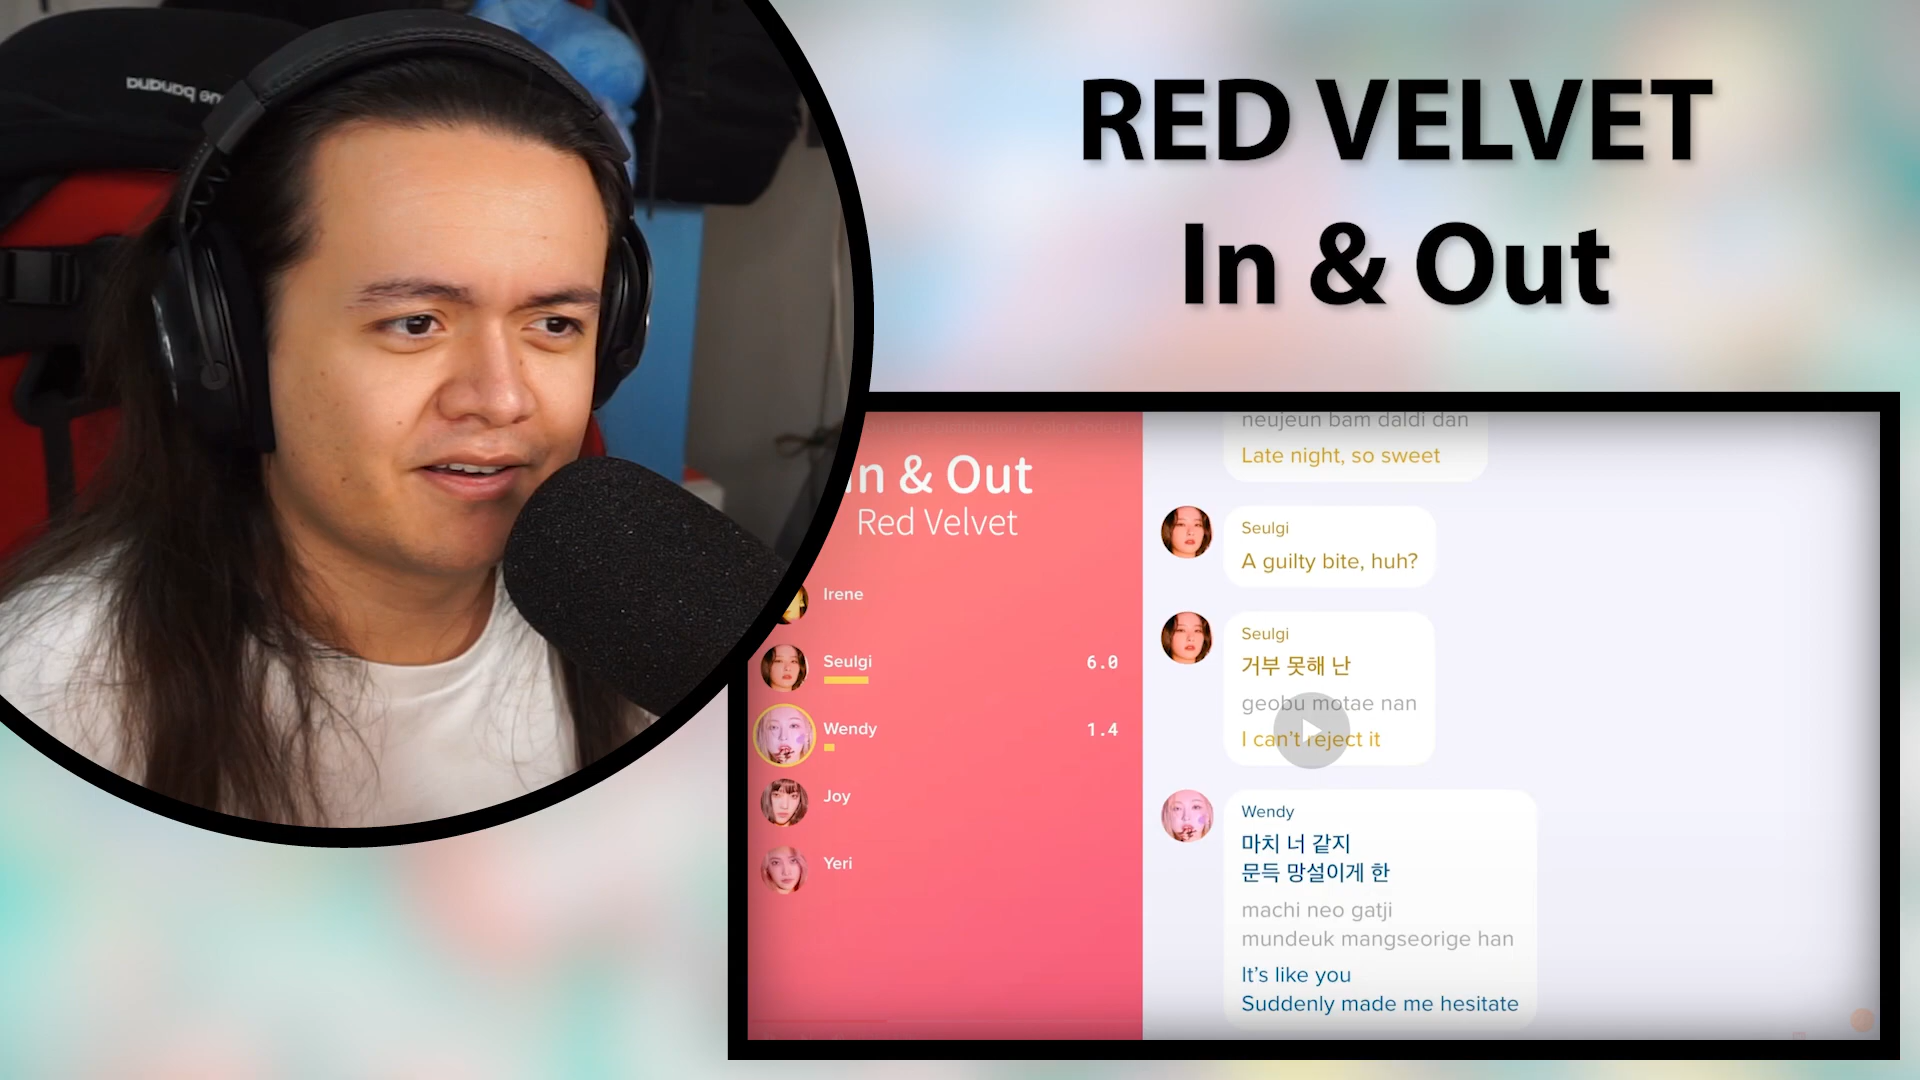 RED VELVET
In & Out
In & Out
Red Velvet
Irene
Seulgi 6.0
Wendy 1.4
Joy
Yeri
neujeun bam daldi dan
Late night, so sweet
Seulgi
A guilty bite, huh?
Seulgi
거부 못해 난
geobu motae nan
I can't reject it
Wendy
마치 너 같지
문득 망설이게 한
machi neo gatji
mundeuk mangseorige han
It's like you
Suddenly made me hesitate